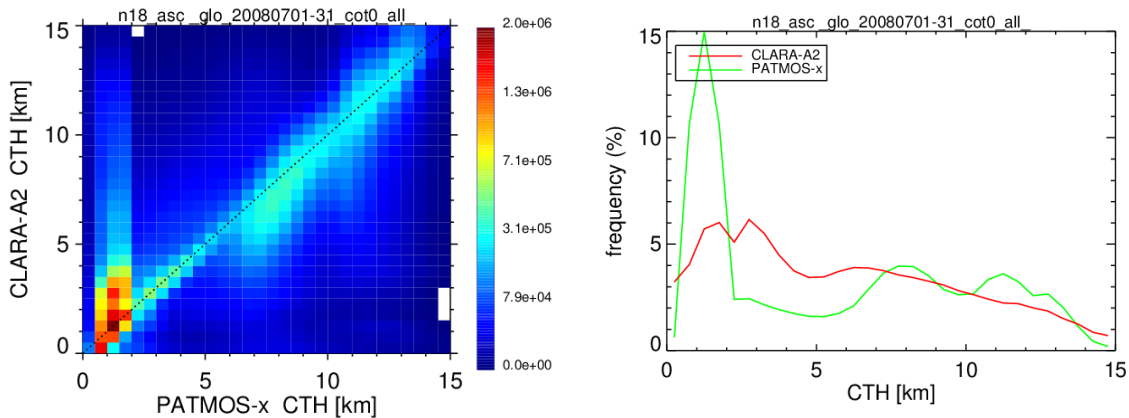 n18_asc _glo_20080701-31_cot0_all_
15
10
5
0
CLARA-A2 CTH [km]
0 5 10 15
PATMOS-x CTH [km]
2.0e+06
1.3e+06
7.1e+05
3.1e+05
7.9e+04
0.0e+00
n18_asc_glo_20080701-31_cot0_all_
CLARA-A2
PATMOS-x
15
10
5
0
frequency (%)
0 5 10 15
CTH [km]